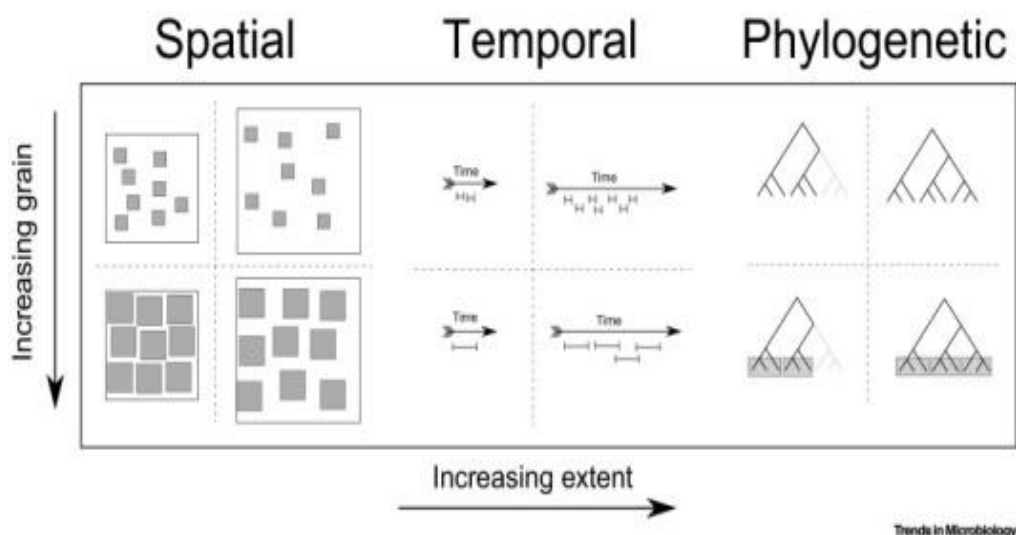 Spatial
Temporal
Phylogenetic
Increasing grain
Time
Time
Time
Time
Increasing extent
Trends in Microbiology